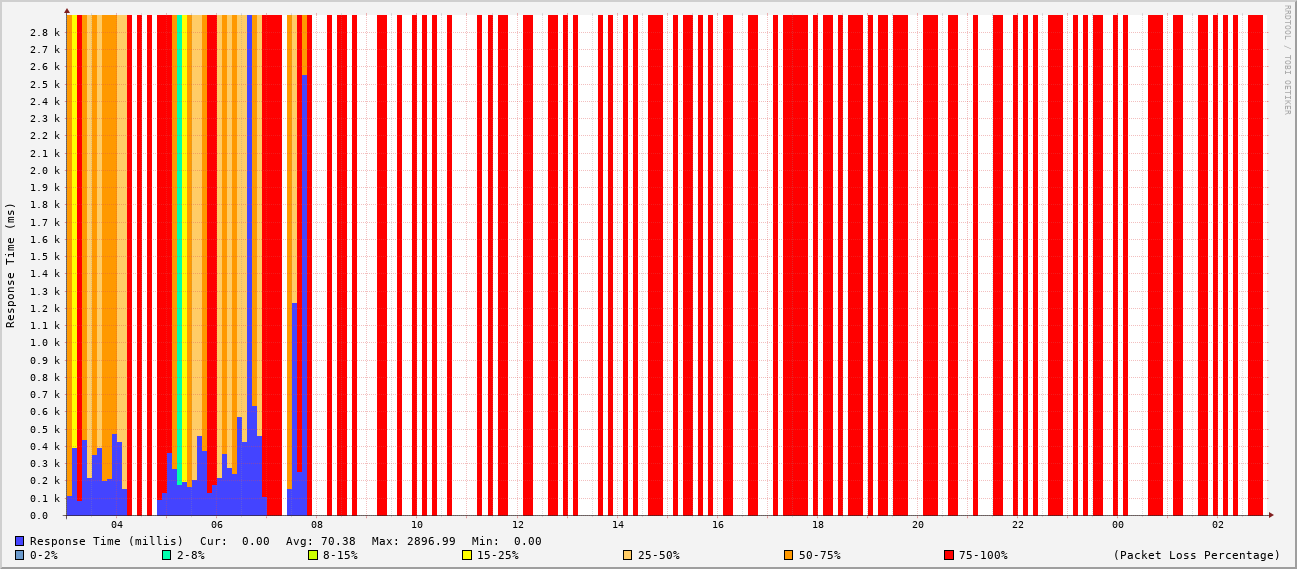 RRDTOOL / TOBI OETIKER
Response Time (ms)
2.8 k
2.7 k
2.6 k
2.5 k
2.4 k
2.3 k
2.2 k
2.1 k
2.0 k
1.9 k
1.8 k
1.7 k
1.6 k
1.5 k
1.4 k
1.3 k
1.2 k
1.1 k
1.0 k
0.9 k
0.8 k
0.7 k
0.6 k
0.5 k
0.4 k
0.3 k
0.2 k
0.1 k
0.0
04 06 08 10 12 14 16 18 20 22 00 02
Response Time (millis) Cur: 0.00 Avg: 70.38 Max: 2896.99 Min: 0.00
0-2% 2-8% 8-15% 15-25% 25-50% 50-75% 75-100% (Packet Loss Percentage)